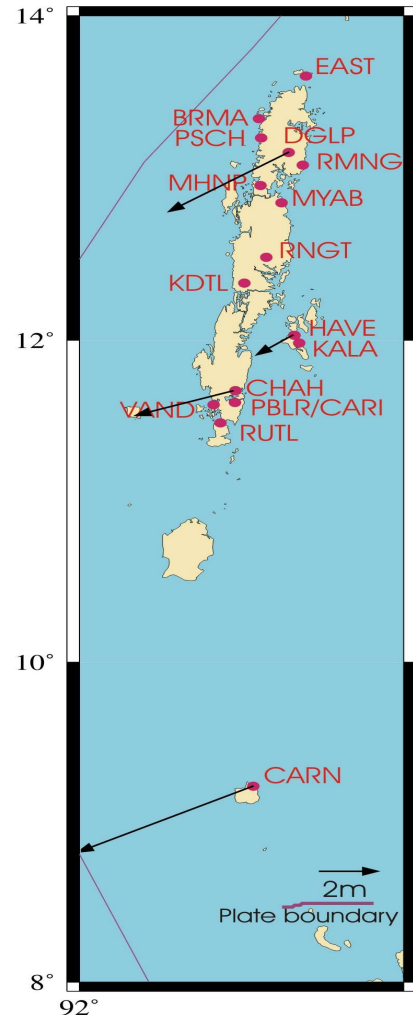 14°
EAST
BRMA
PSCH
DGLP
RMNG
MHNP
MYAB
RNGT
KDTL
12°
HAVE
KALA
CHAH
VAND
PBLR/CARI
RUTL
10°
CARN
2m
Plate boundary
8°
92°